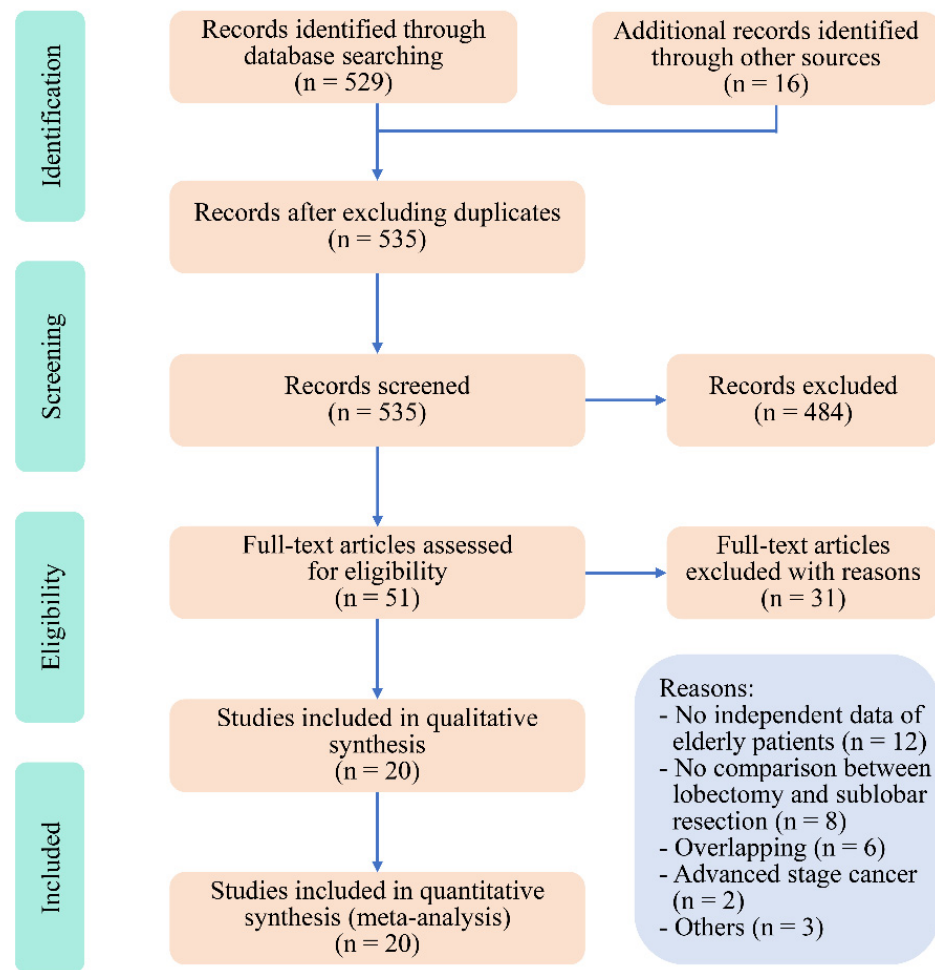 Identification
Records identified through
database searching
(n = 529)
Additional records identified
through other sources
(n = 16)
Records after excluding duplicates
(n = 535)
Screening
Records screened
(n = 535)
Records excluded
(n = 484)
Eligibility
Full-text articles assessed
for eligibility
(n = 51)
Full-text articles
excluded with reasons
(n = 31)
Reasons:
- No independent data of
elderly patients (n = 12)
- No comparison between
lobectomy and sublobar
resection (n = 8)
- Overlapping (n = 6)
- Advanced stage cancer
(n = 2)
- Others (n = 3)
Studies included in qualitative
synthesis
(n = 20)
Included
Studies included in quantitative
synthesis (meta-analysis)
(n = 20)